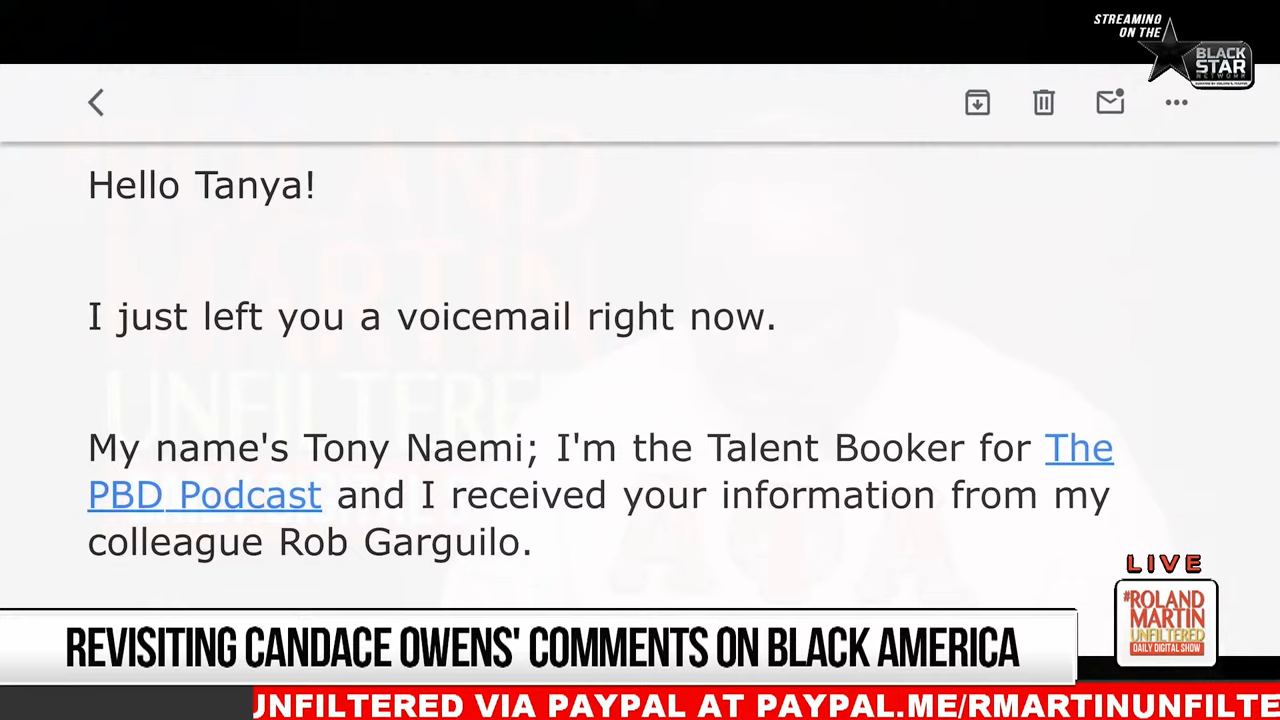 STREAMING
ON THE
BLACK
STAR
NETWORK
Hello Tanya!
I just left you a voicemail right now.
My name's Tony Naemi; I'm the Talent Booker for The
PBD Podcast and I received your information from my
colleague Rob Garguilo.
LIVE
#ROLAND
MARTIN
UNFILTERED
DAILY DIGITAL SHOW
REVISITING CANDACE OWENS' COMMENTS ON BLACK AMERICA
UNFILTERED VIA PAYPAL AT PAYPAL.ME/RMARTINUNFILTE